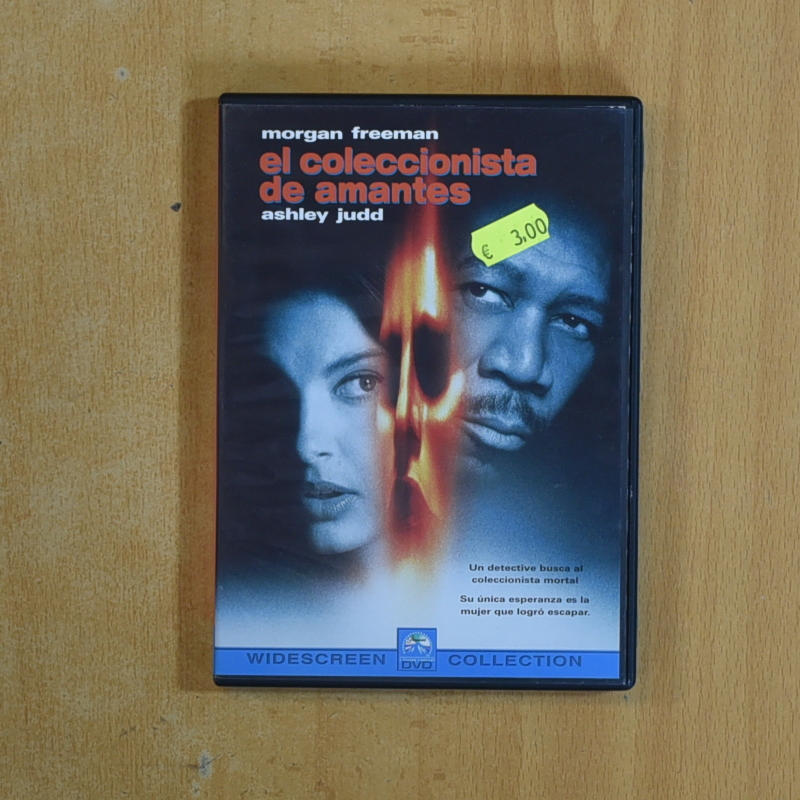 morgan freeman
el coleccionista
de amantes
ashley judd
€ 3,00
Un detective busca al
coleccionista mortal
Su única esperanza es la
mujer que logró escapar.
WIDESCREEN DVD COLLECTION